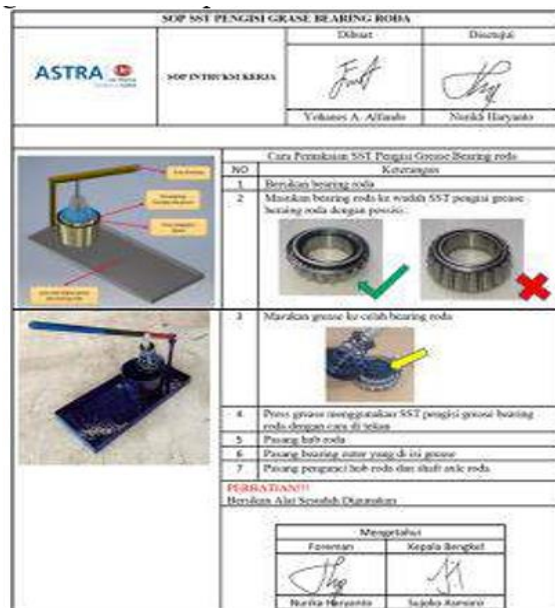 SOP SST PENGISI GRASE BEARING RODA
ASTRA
SOP INTRUKSI KERJA
Dibuat
Disetujui
Yohanes A. Alfando
Nurika Haryanto
Cara Pemakaian SST Pengisi Grease Bearing roda
NO
Keterangan
1
Bersikan bearing roda
2
Masukan bearing roda ke wadah SST pengisi grease
bearing roda dengan posisi :
3
Masukan grease ke celah bearing roda
4
Press grease menggunakan SST pengisi grease bearing
roda dengan cara di tekan
5
Pasang hub roda
6
Pasang bearing outer yang di isi grease
7
Pasang pengunci hub roda dan shaft axle roda
PERHATIAN!!!
Bersikan Alat Sesudah Digunakan
Mengetahui
Foreman
Kepala Bengkel
Nurika Haryanto
Sujoko Asmoro